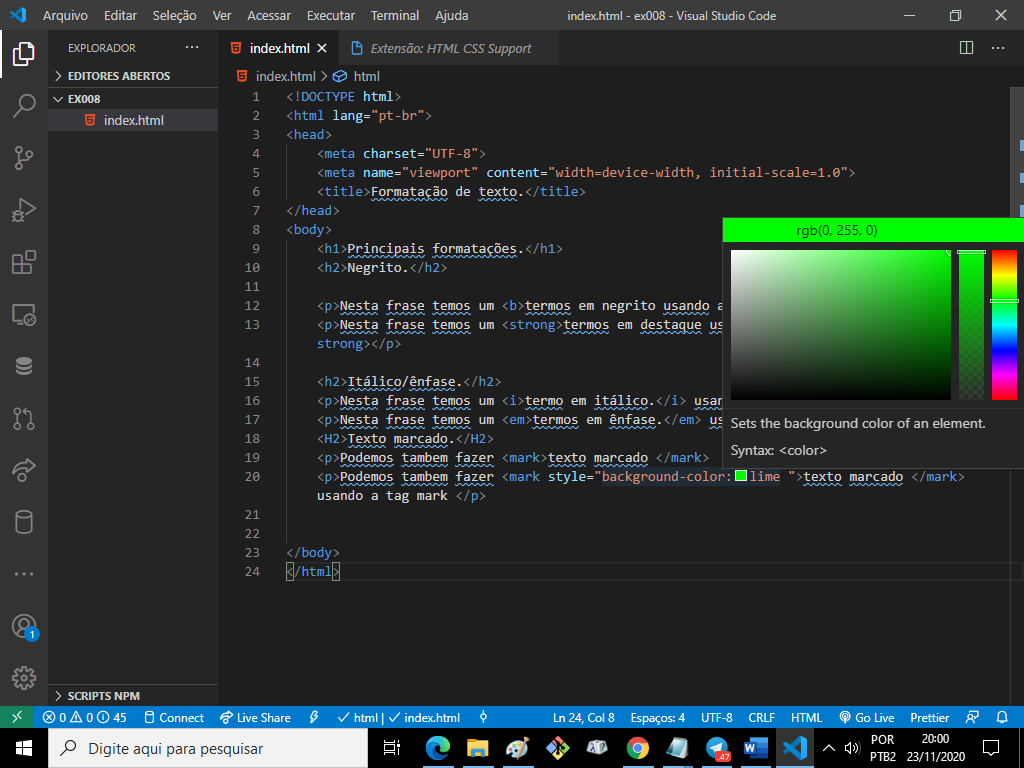 Arquivo Editar Seleção Ver Acessar Executar Terminal Ajuda index.html - ex008 - Visual Studio Code
EXPLORADOR ...
EDITORES ABERTOS
EX008
index.html
SCRIPTS NPM
index.html Extensão: HTML CSS Support
index.html > html
1 <!DOCTYPE html>
2 <html lang="pt-br">
3 <head>
4 <meta charset="UTF-8">
5 <meta name="viewport" content="width=device-width, initial-scale=1.0">
6 <title>Formatação de texto.</title>
7 </head>
8 <body>
9 <h1>Principais formatações.</h1>
10 <h2>Negrito.</h2>
11
12 <p>Nesta frase temos um <b>termos em negrito usando a
13 <p>Nesta frase temos um <strong>termos em destaque us
strong></p>
14
15 <h2>Itálico/ênfase.</h2>
16 <p>Nesta frase temos um <i>termo em itálico.</i> usan
17 <p>Nesta frase temos um <em>termos em ênfase.</em> us
18 <H2>Texto marcado.</H2>
19 <p>Podemos tambem fazer <mark>texto marcado </mark>
20 <p>Podemos tambem fazer <mark style="background-color:lime ">texto marcado </mark>
usando a tag mark </p>
21
22
23 </body>
24 </html>
rgb(0, 255, 0)
Sets the background color of an element.
Syntax: <color>
1
0 0 45 Connect Live Share html | index.html Ln 24, Col 8 Espaços: 4 UTF-8 CRLF HTML Go Live Prettier
Digite aqui para pesquisar
.47
POR
PTB2
20:00
23/11/2020